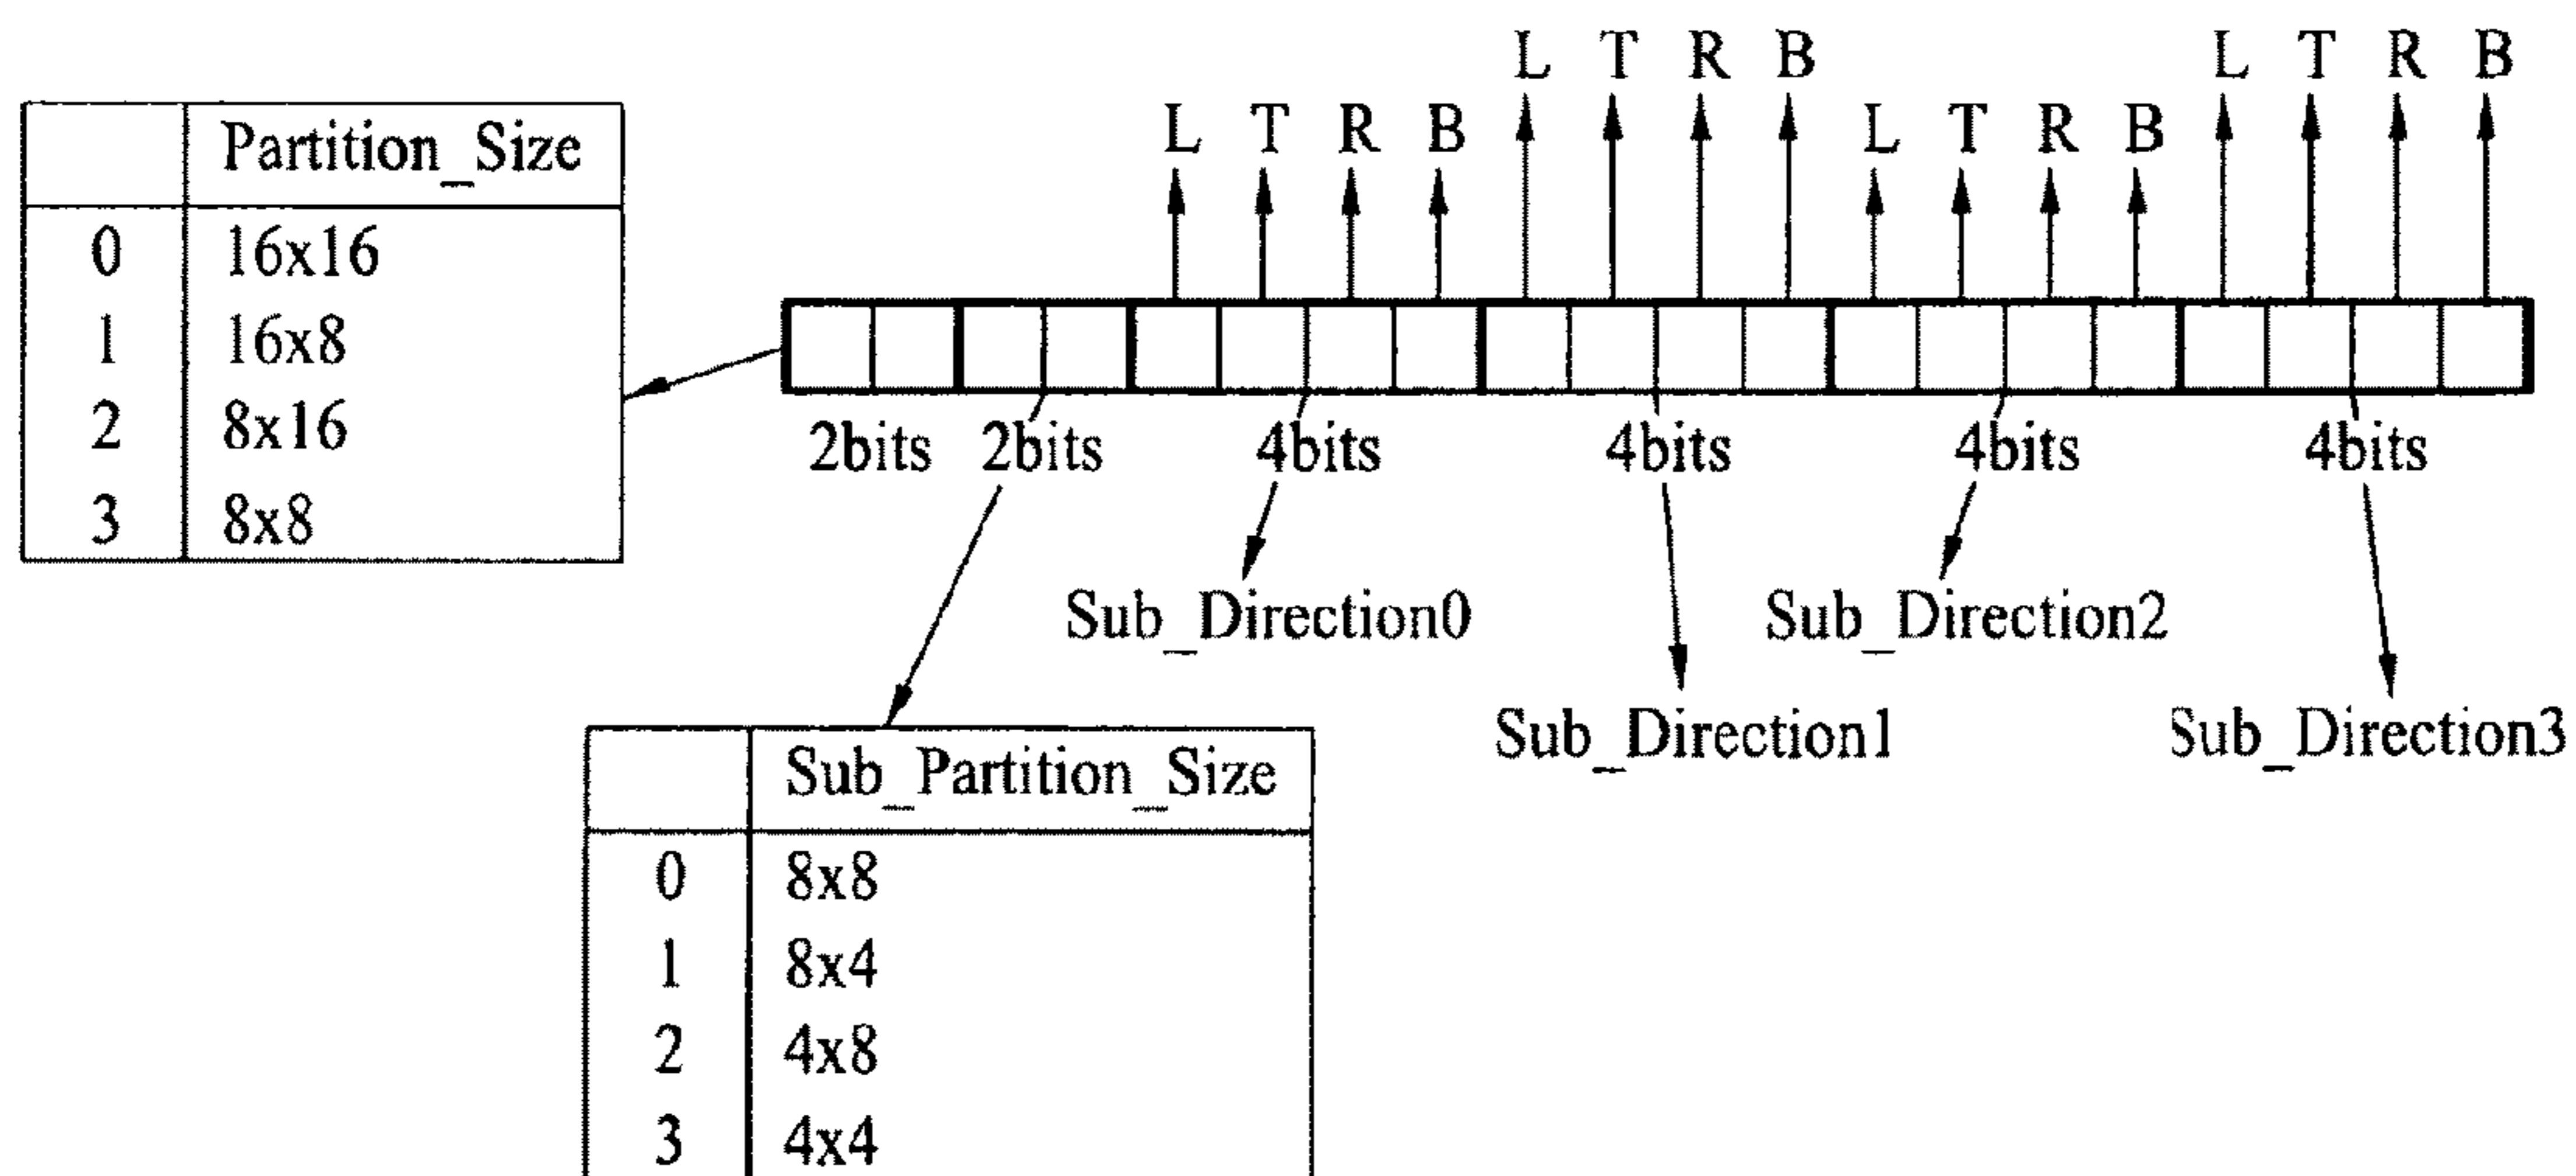 L T R B L T R B
L T R B L T R B
Partition_Size
0 16x16
1 16x8
2 8x16
3 8x8
2bits 2bits 4bits 4bits 4bits 4bits
Sub_Direction0 Sub_Direction2
Sub_Direction1 Sub_Direction3
Sub_Partition_Size
0 8x8
1 8x4
2 4x8
3 4x4